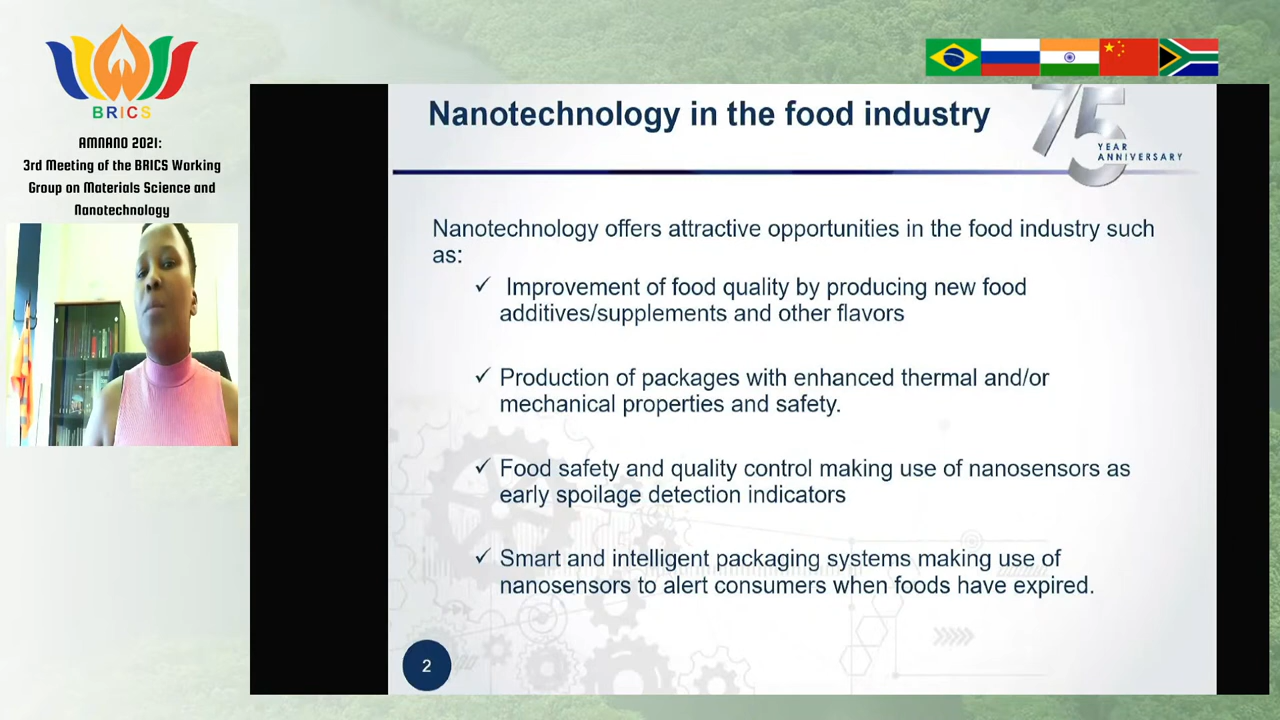 BRICS
AMNANO 2021:
3rd Meeting of the BRICS Working
Group on Materials Science and
Nanotechnology
Nanotechnology in the food industry
75
YEAR
ANNIVERSARY
Nanotechnology offers attractive opportunities in the food industry such
as:
✓ Improvement of food quality by producing new food
additives/supplements and other flavors
✓ Production of packages with enhanced thermal and/or
mechanical properties and safety.
✓ Food safety and quality control making use of nanosensors as
early spoilage detection indicators
✓ Smart and intelligent packaging systems making use of
nanosensors to alert consumers when foods have expired.
2